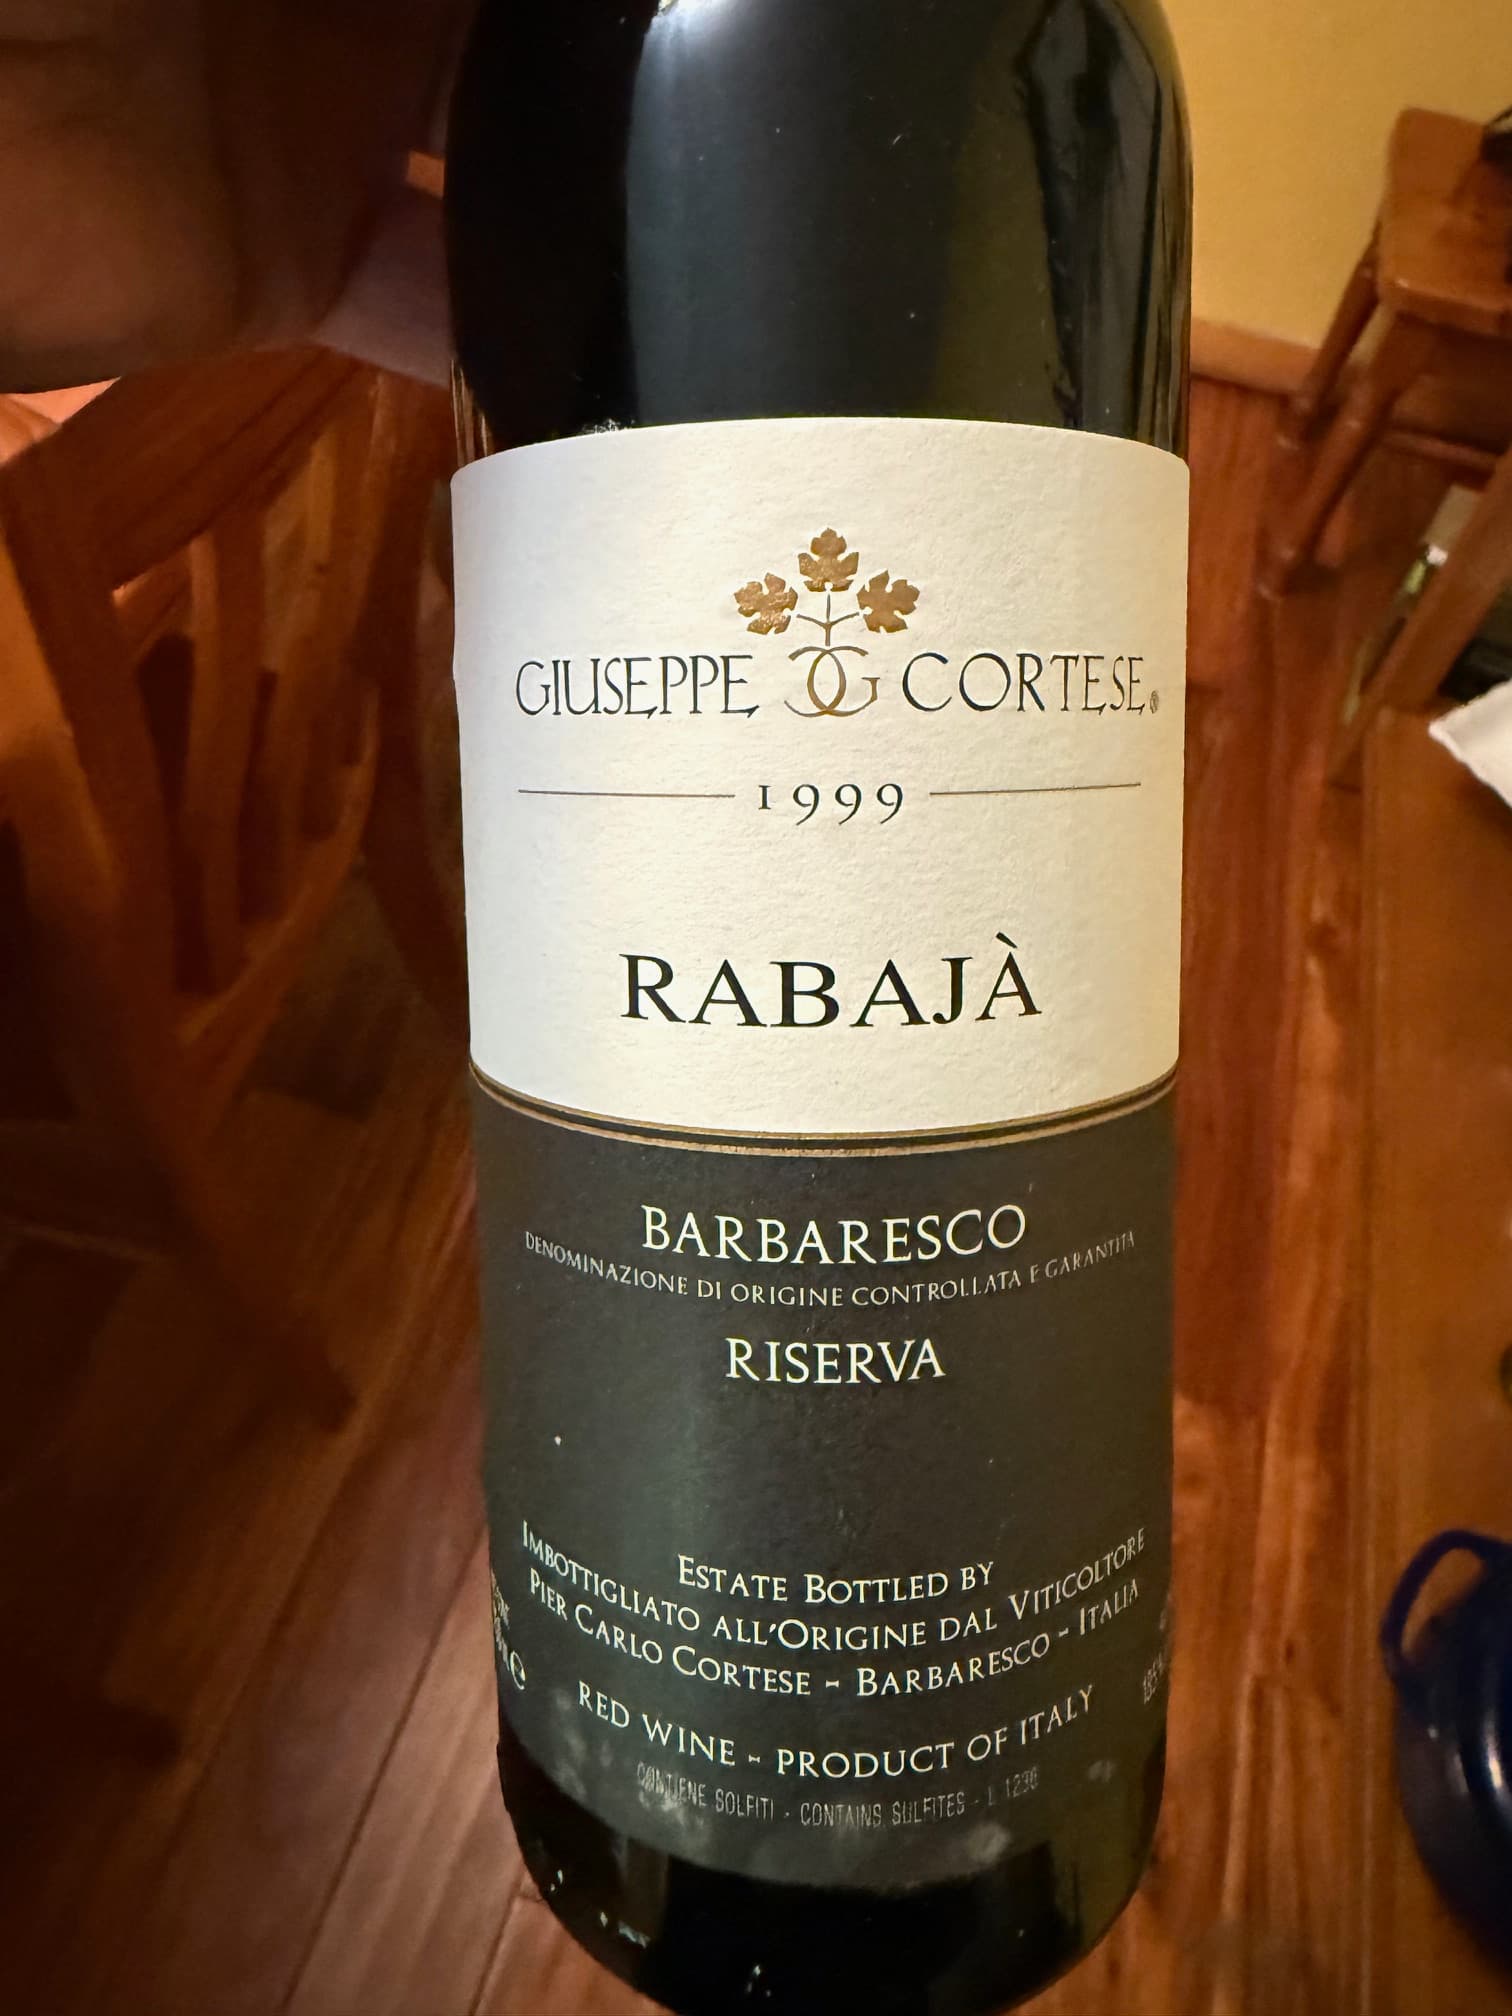 GIUSEPPE CG CORTESE®
1999
RABAJÀ
BARBARESCO
DENOMINAZIONE DI ORIGINE CONTROLLATA E GARANTITA
RISERVA
ESTATE BOTTLED BY
IMBOTTIGLIATO ALL'ORIGINE DAL VITICOLTORE
PIER CARLO CORTESE - BARBARESCO - ITALIA
RED WINE - PRODUCT OF ITALY
CONTIENE SOLFITI - CONTAINS SULFITES - L 1236